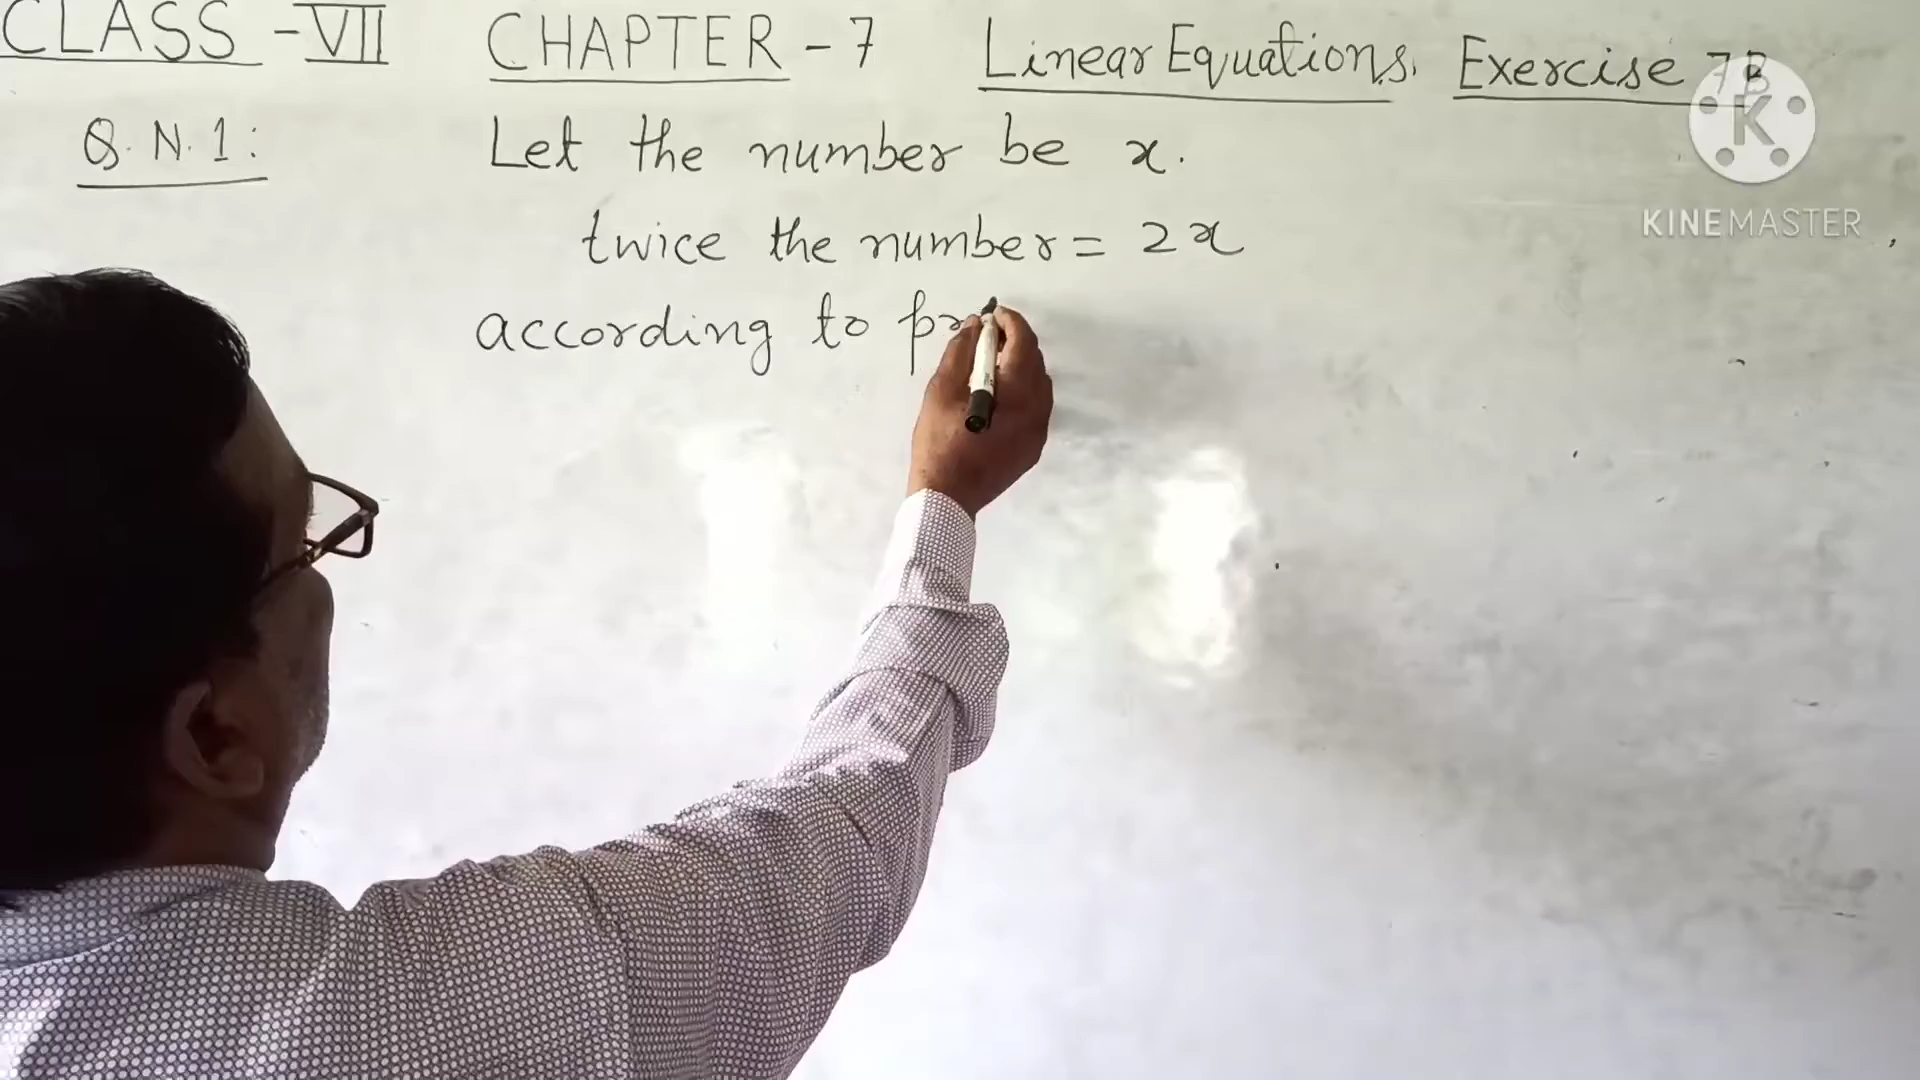 CLASS - VII CHAPTER - 7 Linear Equations. Exercise 7B
Q.N.1: Let the number be x.
twice the number = 2x
according to pr
K
KINEMASTER